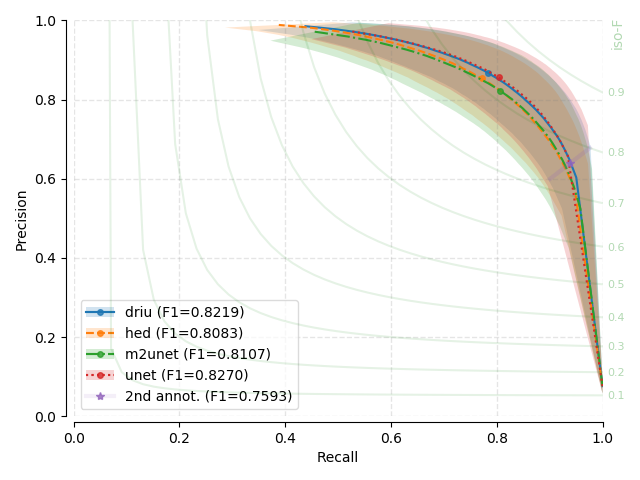 iso-F
1.0
0.8
0.6
0.4
0.2
0.0
Precision
0.9
0.8
0.7
0.6
0.5
0.4
0.3
0.2
0.1
driu (F1=0.8219)
hed (F1=0.8083)
m2unet (F1=0.8107)
unet (F1=0.8270)
2nd annot. (F1=0.7593)
0.0 0.2 0.4 0.6 0.8 1.0
Recall